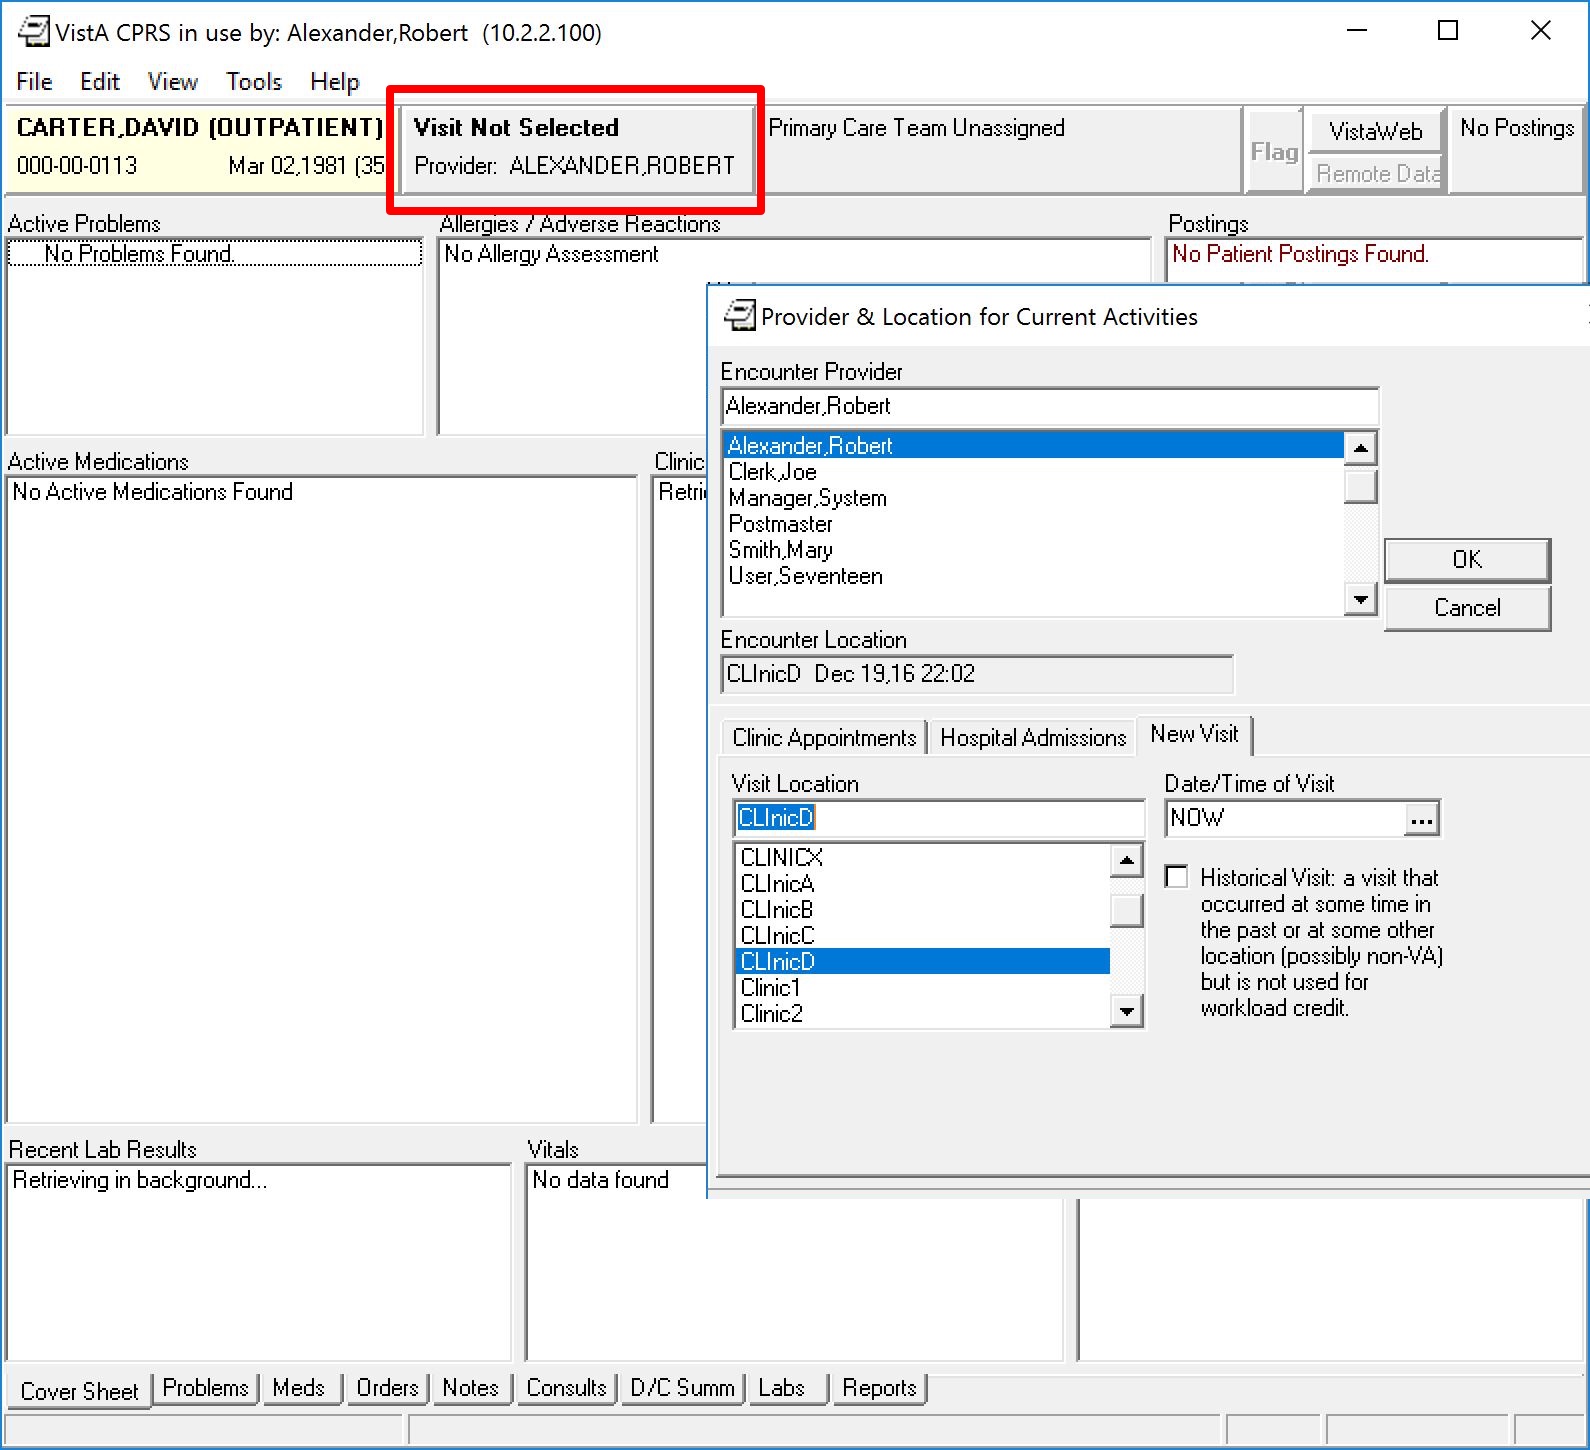 VistA CPRS in use by: Alexander,Robert  (10.2.2.100)
File Edit View Tools Help
CARTER,DAVID (OUTPATIENT)
000-00-0113 Mar 02,1981 (35
Visit Not Selected
Provider:  ALEXANDER,ROBERT
Primary Care Team Unassigned
Flag
VistaWeb
Remote Data
No Postings
Active Problems
No Problems Found.
Allergies / Adverse Reactions
No Allergy Assessment
Postings
No Patient Postings Found.
Active Medications
No Active Medications Found
Clinic
Retri
Provider & Location for Current Activities
Encounter Provider
Alexander,Robert
Alexander,Robert
Clerk,Joe
Manager,System
Postmaster
Smith,Mary
User,Seventeen
OK
Cancel
Encounter Location
CLInicD  Dec 19,16 22:02
Clinic Appointments Hospital Admissions New Visit
Visit Location
CLInicD
CLINICX
CLInicA
CLInicB
CLInicC
CLInicD
Clinic1
Clinic2
Date/Time of Visit
NOW ...
Historical Visit: a visit that
occurred at some time in
the past or at some other
location (possibly non-VA)
but is not used for
workload credit.
Recent Lab Results
Retrieving in background...
Vitals
No data found
Cover Sheet Problems Meds Orders Notes Consults D/C Summ Labs Reports